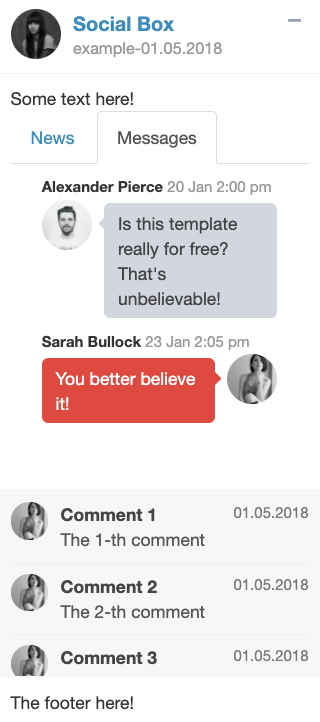 Social Box
example-01.05.2018
Some text here!
News Messages
Alexander Pierce 20 Jan 2:00 pm
Is this template
really for free?
That's
unbelievable!
Sarah Bullock 23 Jan 2:05 pm
You better believe
it!
Comment 1 01.05.2018
The 1-th comment
Comment 2 01.05.2018
The 2-th comment
Comment 3 01.05.2018
The footer here!